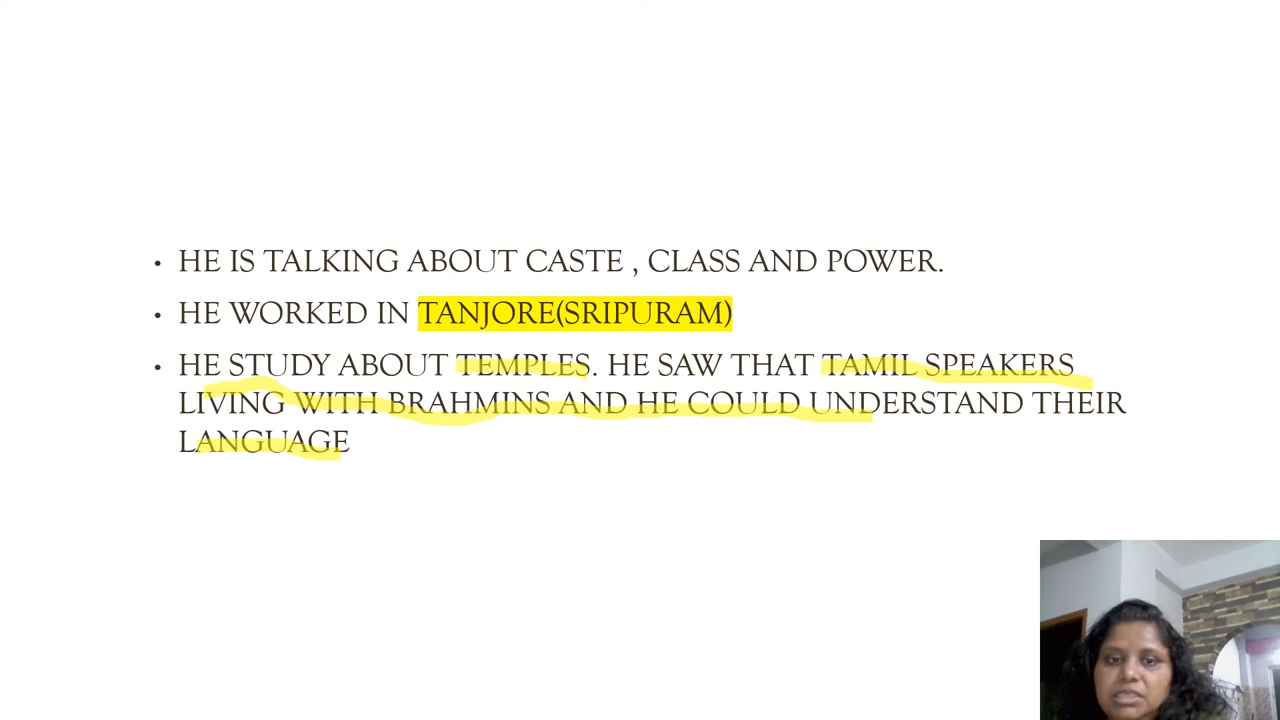 • HE IS TALKING ABOUT CASTE , CLASS AND POWER.
• HE WORKED IN TANJORE(SRIPURAM)
• HE STUDY ABOUT TEMPLES. HE SAW THAT TAMIL SPEAKERS
LIVING WITH BRAHMINS AND HE COULD UNDERSTAND THEIR
LANGUAGE